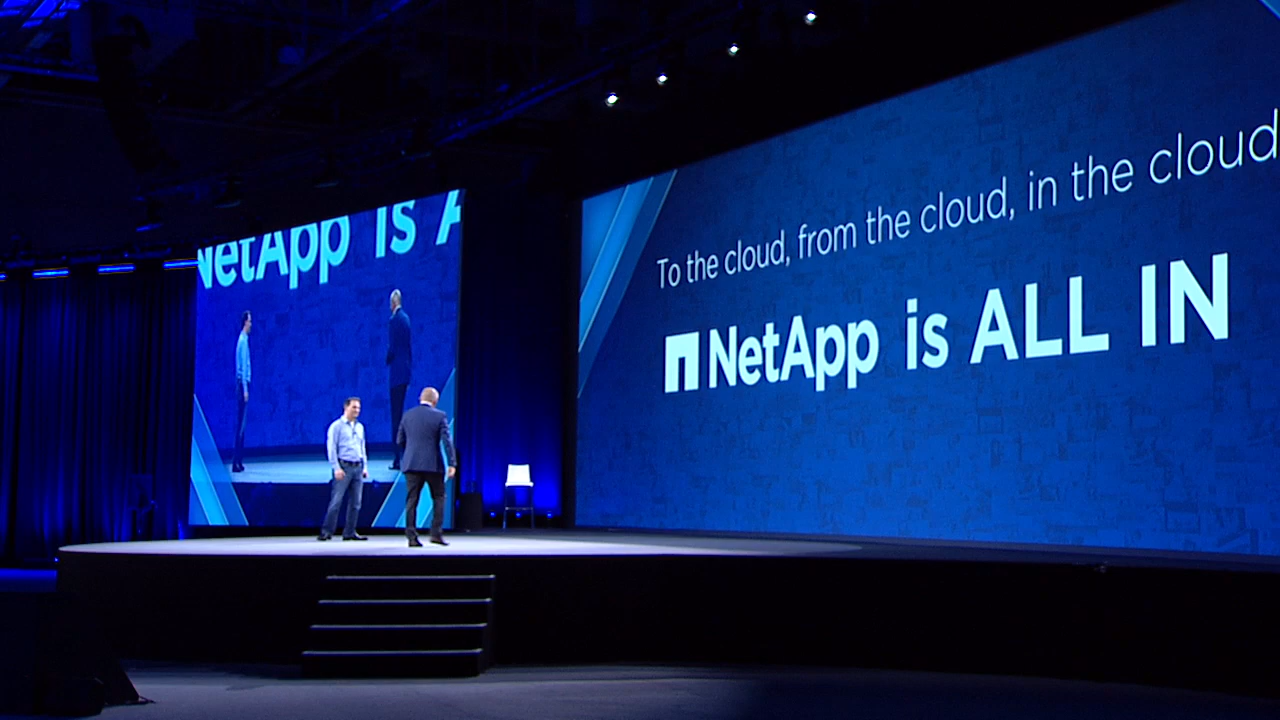 NetApp is A
To the cloud, from the cloud, in the cloud
NetApp is ALL IN